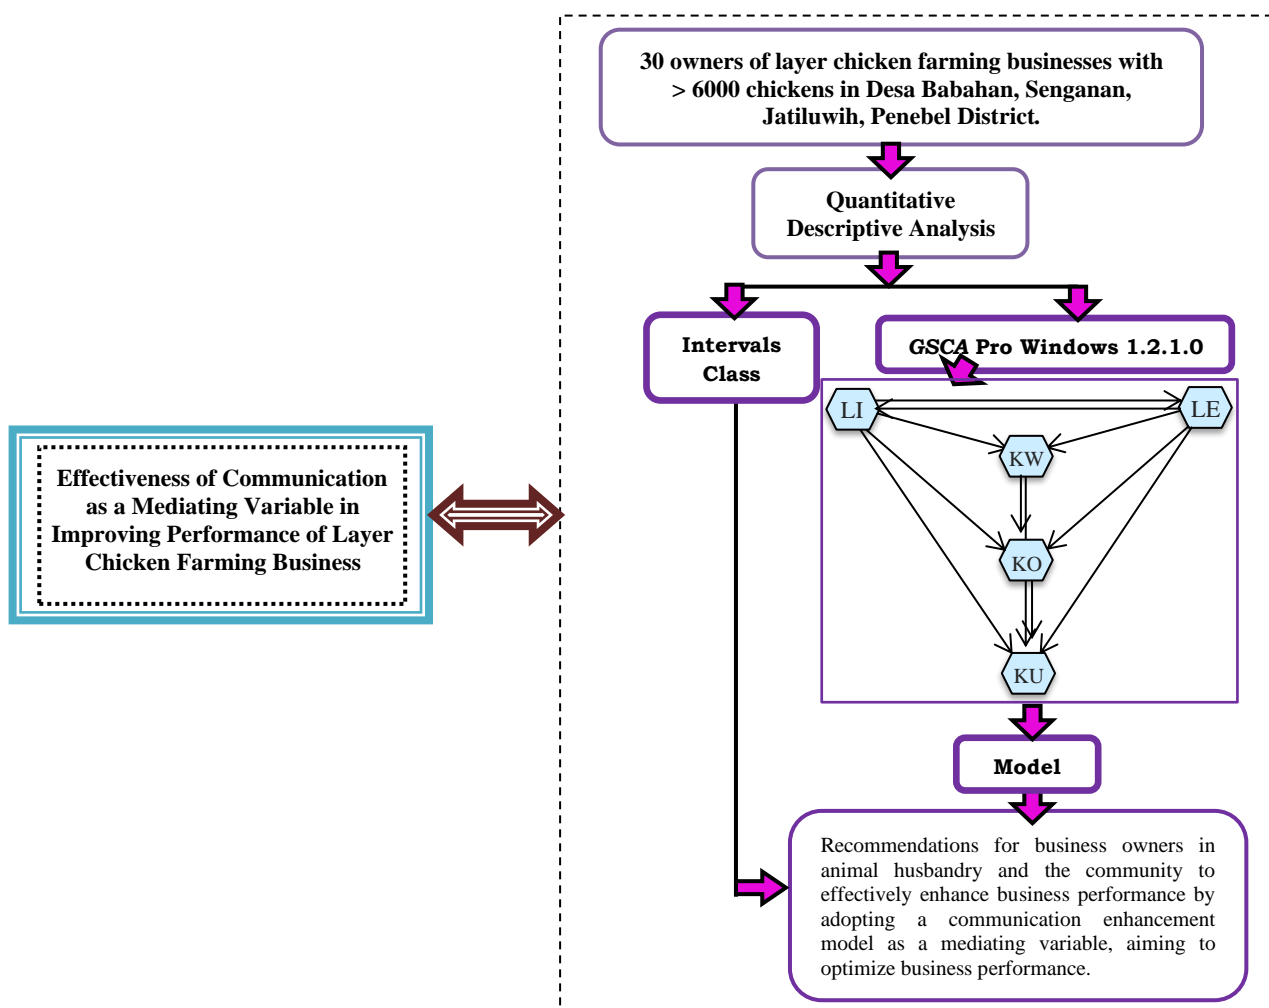 30 owners of layer chicken farming businesses with
> 6000 chickens in Desa Babahan, Senganan,
Jatiluwih, Penebel District.
Quantitative
Descriptive Analysis
Intervals
Class
GSCA Pro Windows 1.2.1.0
LI
LE
KW
KO
KU
Effectiveness of Communication
as a Mediating Variable in
Improving Performance of Layer
Chicken Farming Business
Model
Recommendations for business owners in
animal husbandry and the community to
effectively enhance business performance by
adopting a communication enhancement
model as a mediating variable, aiming to
optimize business performance.